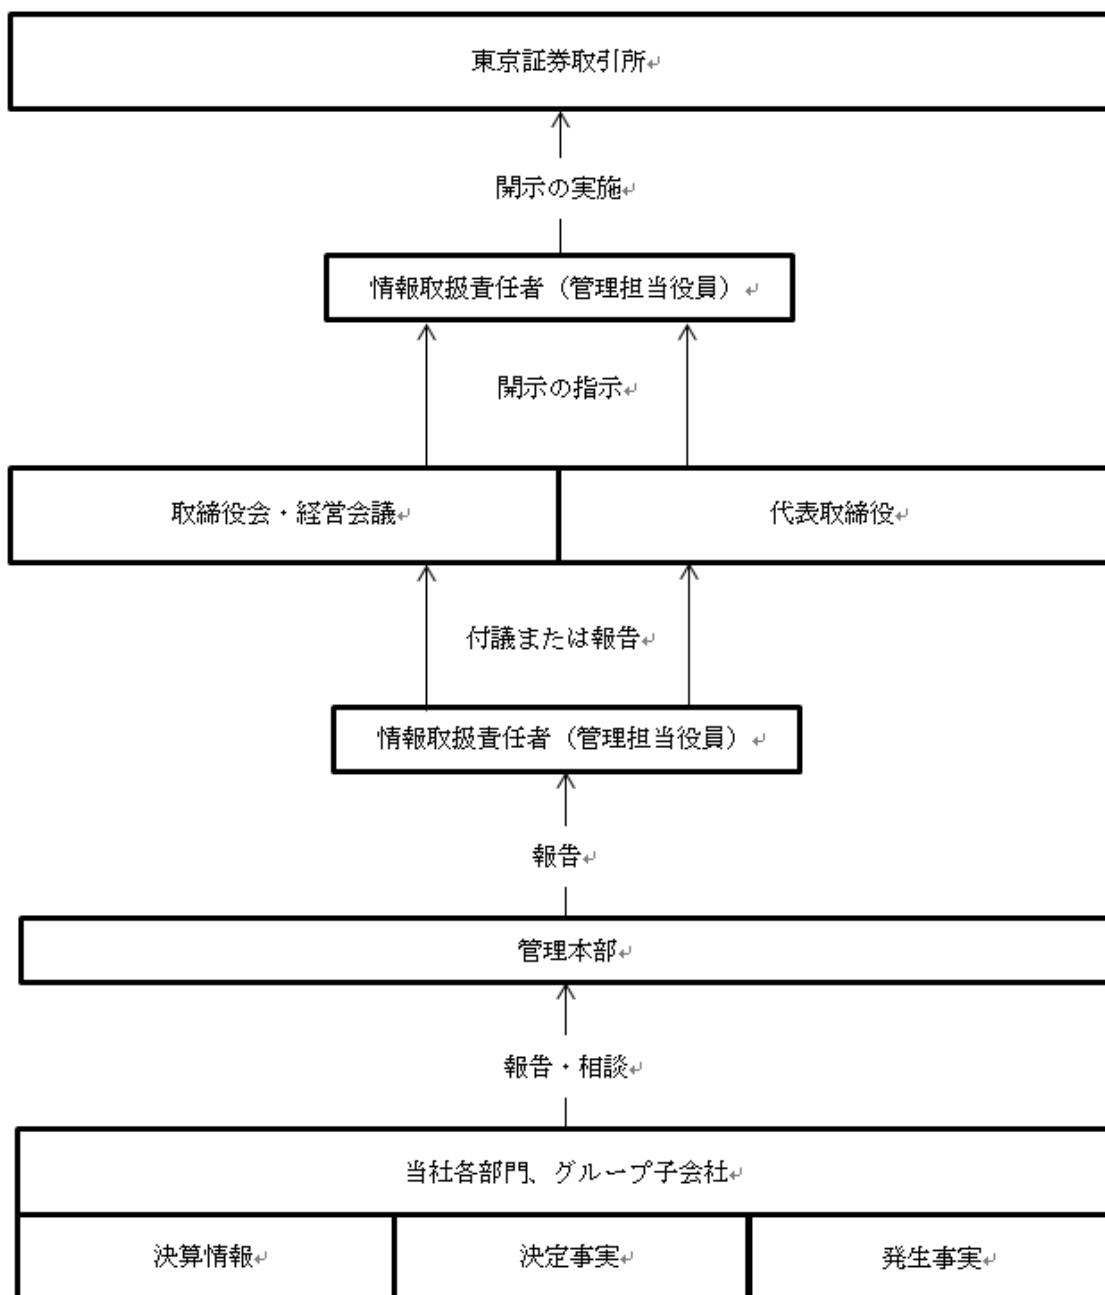 東京証券取引所
開示の実施
情報取扱責任者（管理担当役員）
開示の指示
取締役会・経営会議
代表取締役
付議または報告
情報取扱責任者（管理担当役員）
報告
管理本部
報告・相談
当社各部門、グループ子会社
決算情報
決定事実
発生事実